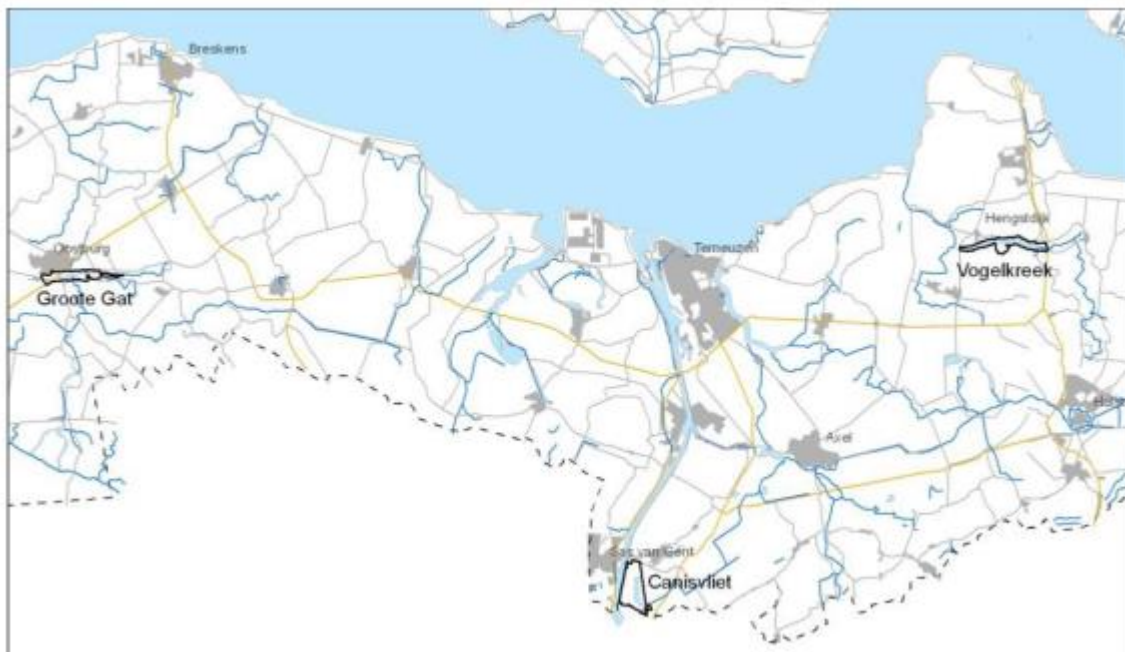 Breskens
Hengstdijk
Oostburg
Terneuzen
Vogelkreek
Groote Gat
Axel
Sas van Gent
Canisvliet